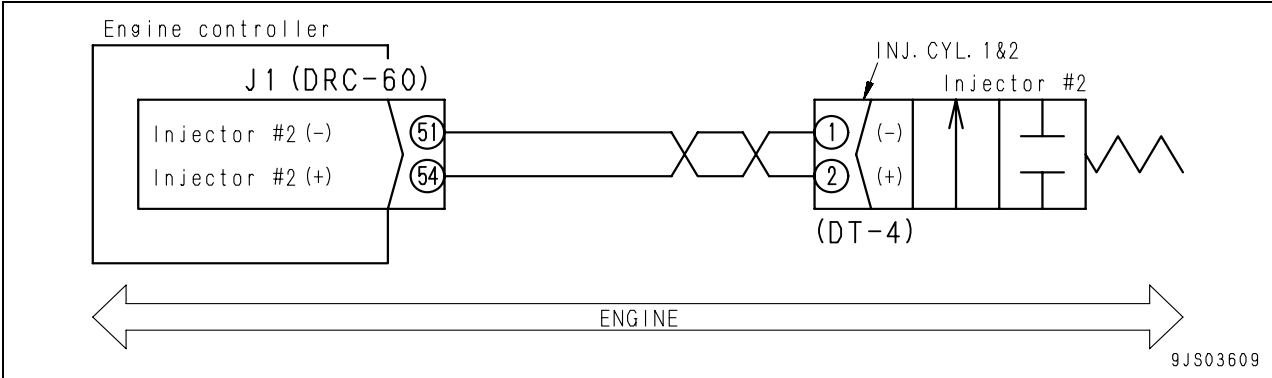 Engine controller
J1 (DRC-60)
INJ. CYL. 1&2
Injector #2
Injector #2 (-) 51 1 (-)
Injector #2 (+) 54 2 (+)
(DT-4)
ENGINE
9JS03609